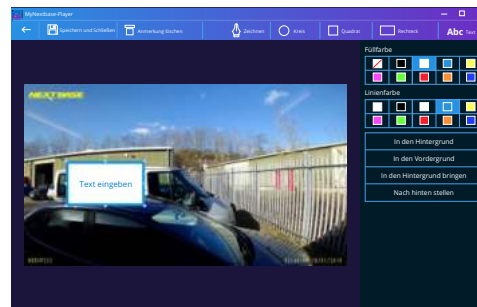 MyNextbase-Player
Speichern und Schließen
Anmerkung löschen
Zeichnen
Kreis
Quadrat
Rechteck
Abc Text
Füllfarbe
NEXTBASE
Text eingeben
Linienfarbe
In den Hintergrund
In den Vordergrund
In den Hintergrund bringen
Nach hinten stellen